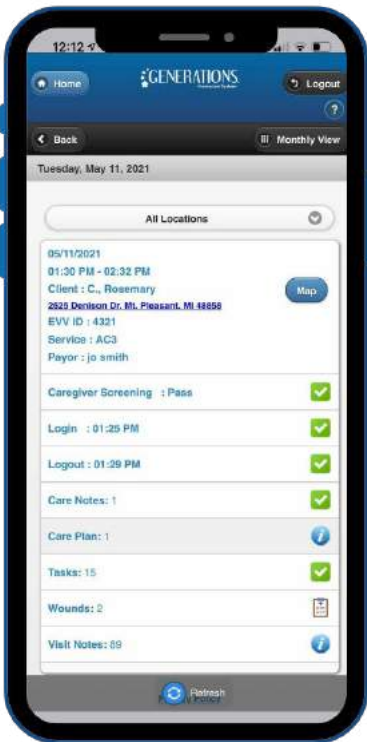 12:12
Home
GENERATIONS
Logout
?
Back
Monthly View
Tuesday, May 11, 2021
All Locations
05/11/2021
01:30 PM - 02:32 PM
Client : C., Rosemary
Map
2625 Denison Dr. Mt. Pleasant, MI 48858
EVV ID : 4321
Service : AC3
Payor : jo smith
Caregiver Screening : Pass
Login : 01:25 PM
Logout : 01:29 PM
Care Notes: 1
Care Plan: 1
Tasks: 15
Wounds: 2
Visit Notes: 89
Refresh